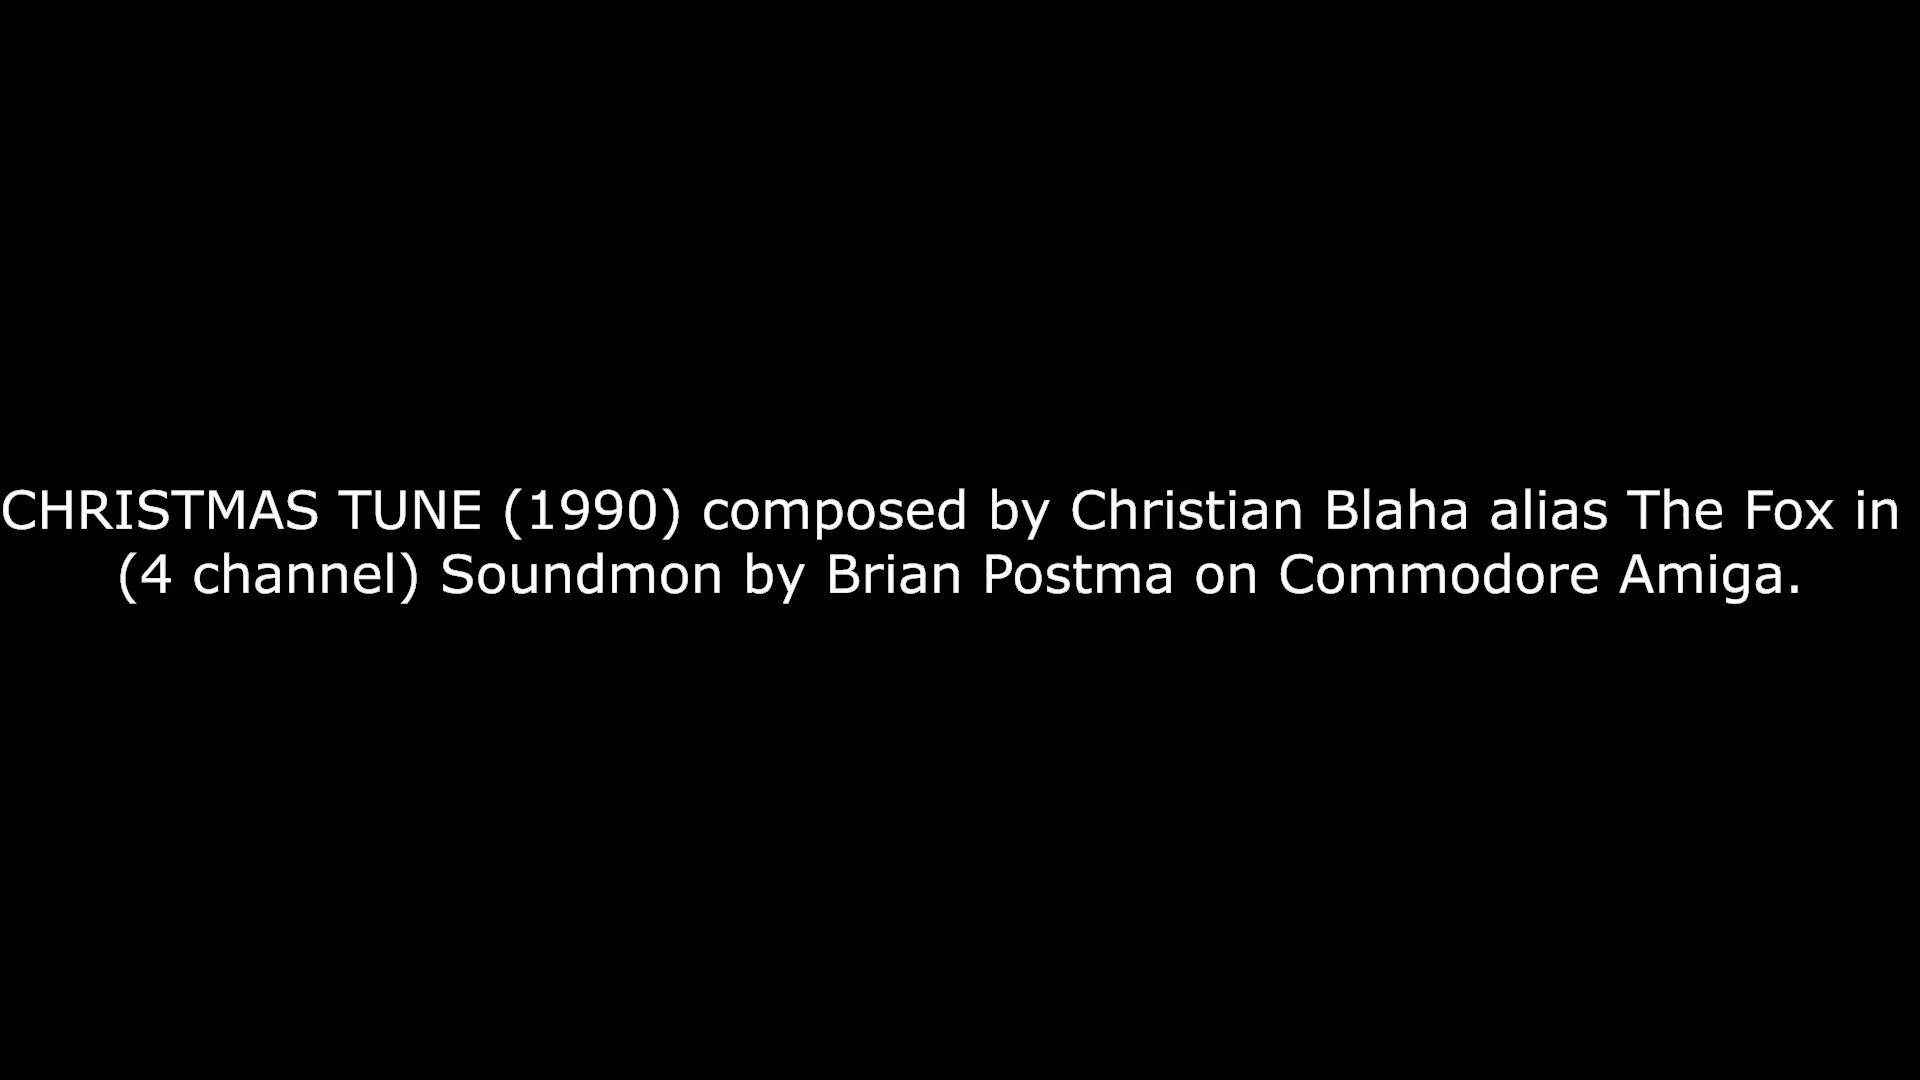 CHRISTMAS TUNE (1990) composed by Christian Blaha alias The Fox in
(4 channel) Soundmon by Brian Postma on Commodore Amiga.